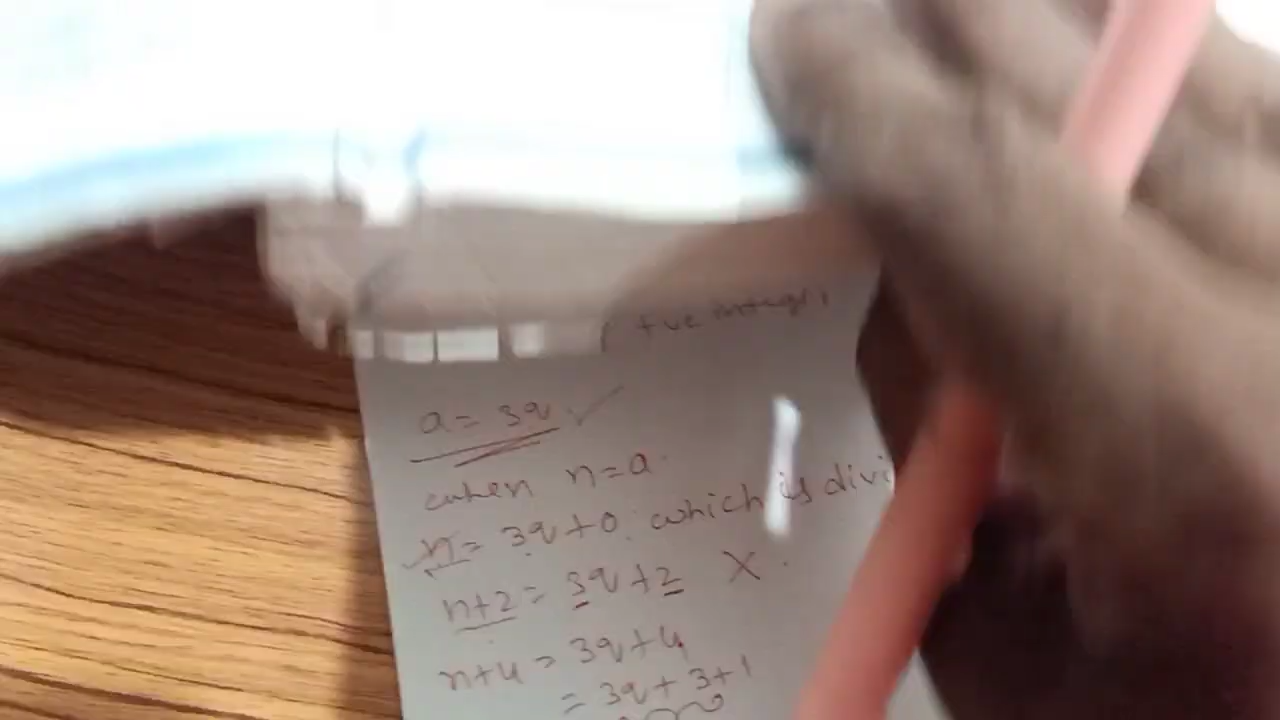 +ve integer
a = 3q ✓
when n=a.
n = 3q+0. which is divi
n+2 = 3q+2 X.
n+4 = 3q+4
= 3q+3+1